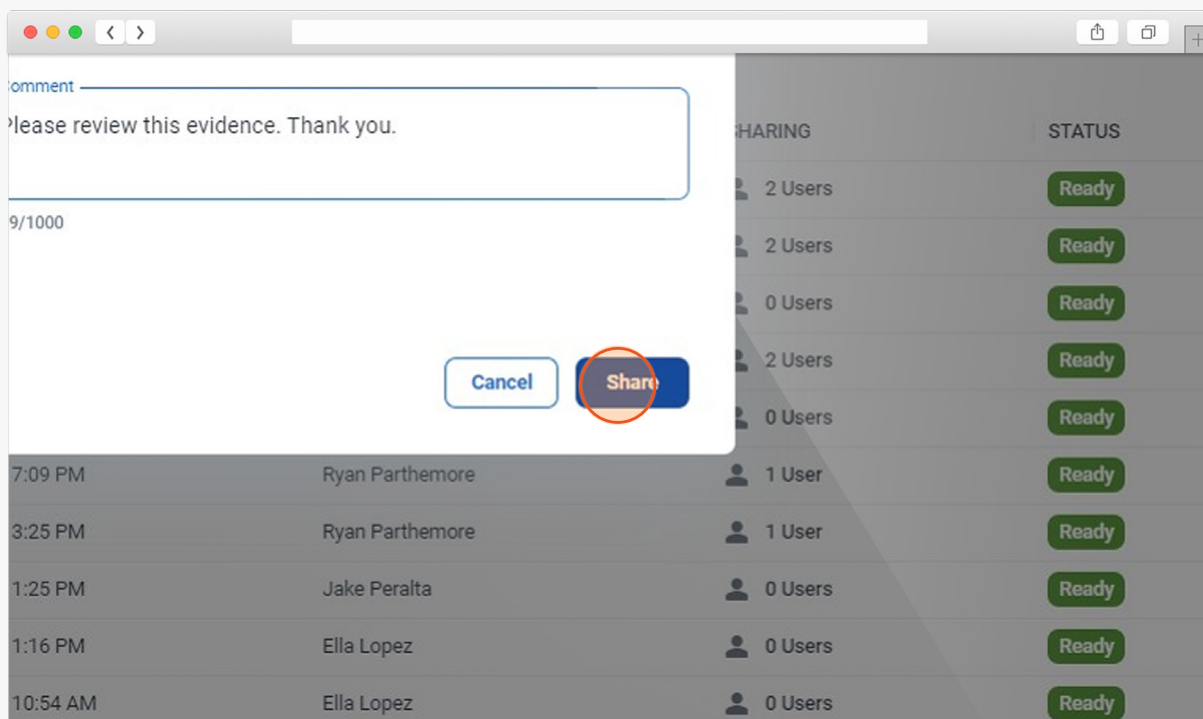 omment
Please review this evidence. Thank you.
9/1000
Cancel
Share
HARING
STATUS
2 Users
Ready
2 Users
Ready
0 Users
Ready
2 Users
Ready
0 Users
Ready
7:09 PM
Ryan Parthemore
1 User
Ready
3:25 PM
Ryan Parthemore
1 User
Ready
1:25 PM
Jake Peralta
0 Users
Ready
1:16 PM
Ella Lopez
0 Users
Ready
10:54 AM
Ella Lopez
0 Users
Ready